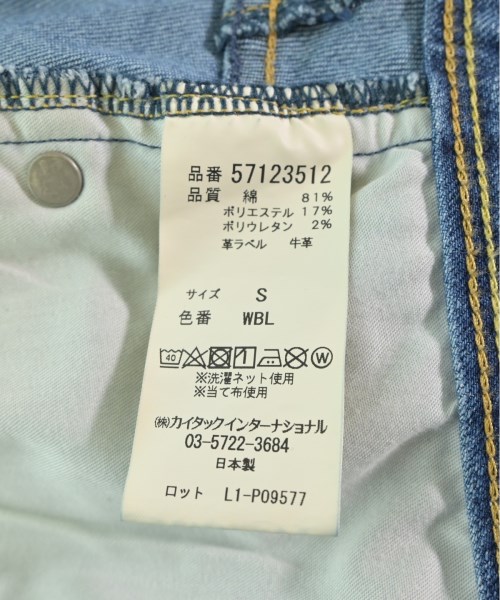 品番 57123512
品質 綿 81%
ポリエステル 17%
ポリウレタン 2%
革ラベル 牛革
サイズ S
色番 WBL
40 W
※洗濯ネット使用
※当て布使用
㈱カイタックインターナショナル
03-5722-3684
日本製
ロット L1-P09577